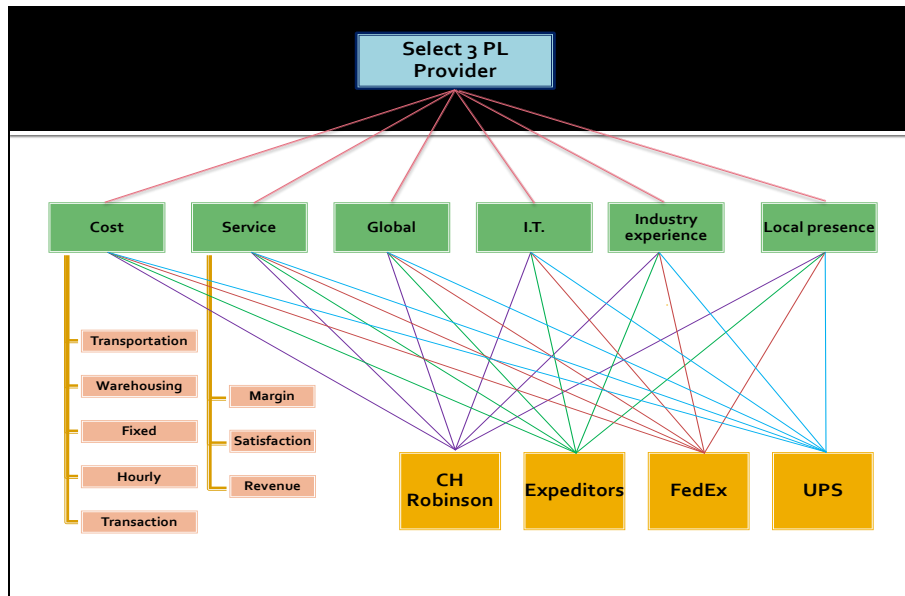 Select 3 PL
Provider
Cost
Service
Global
I.T.
Industry
experience
Local presence
Transportation
Warehousing
Fixed
Hourly
Transaction
Margin
Satisfaction
Revenue
CH
Robinson
Expeditors
FedEx
UPS